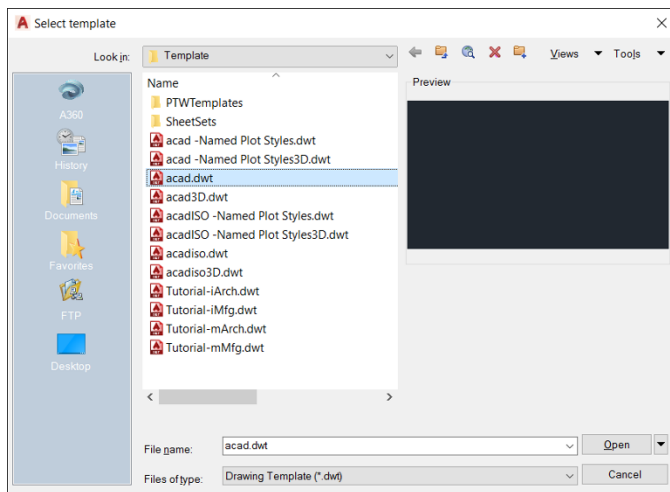 Select template
Look in:
Template
Views
Tools
A360
History
Documents
Favorites
FTP
Desktop
Name
PTWTemplates
SheetSets
acad -Named Plot Styles.dwt
acad -Named Plot Styles3D.dwt
acad.dwt
acad3D.dwt
acadISO -Named Plot Styles.dwt
acadISO -Named Plot Styles3D.dwt
acadiso.dwt
acadiso3D.dwt
Tutorial-iArch.dwt
Tutorial-iMfg.dwt
Tutorial-mArch.dwt
Tutorial-mMfg.dwt
Preview
File name:
acad.dwt
Open
Files of type:
Drawing Template (*.dwt)
Cancel